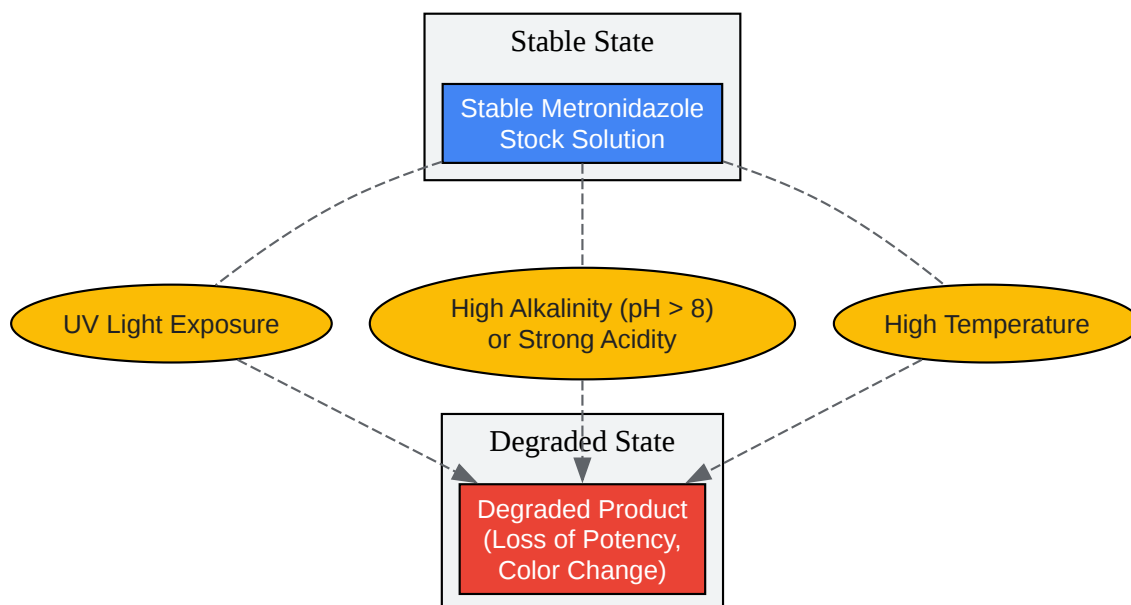 Stable State
Stable Metronidazole
Stock Solution
UV Light Exposure
High Alkalinity (pH > 8)
or Strong Acidity
High Temperature
Degraded State
Degraded Product
(Loss of Potency,
Color Change)